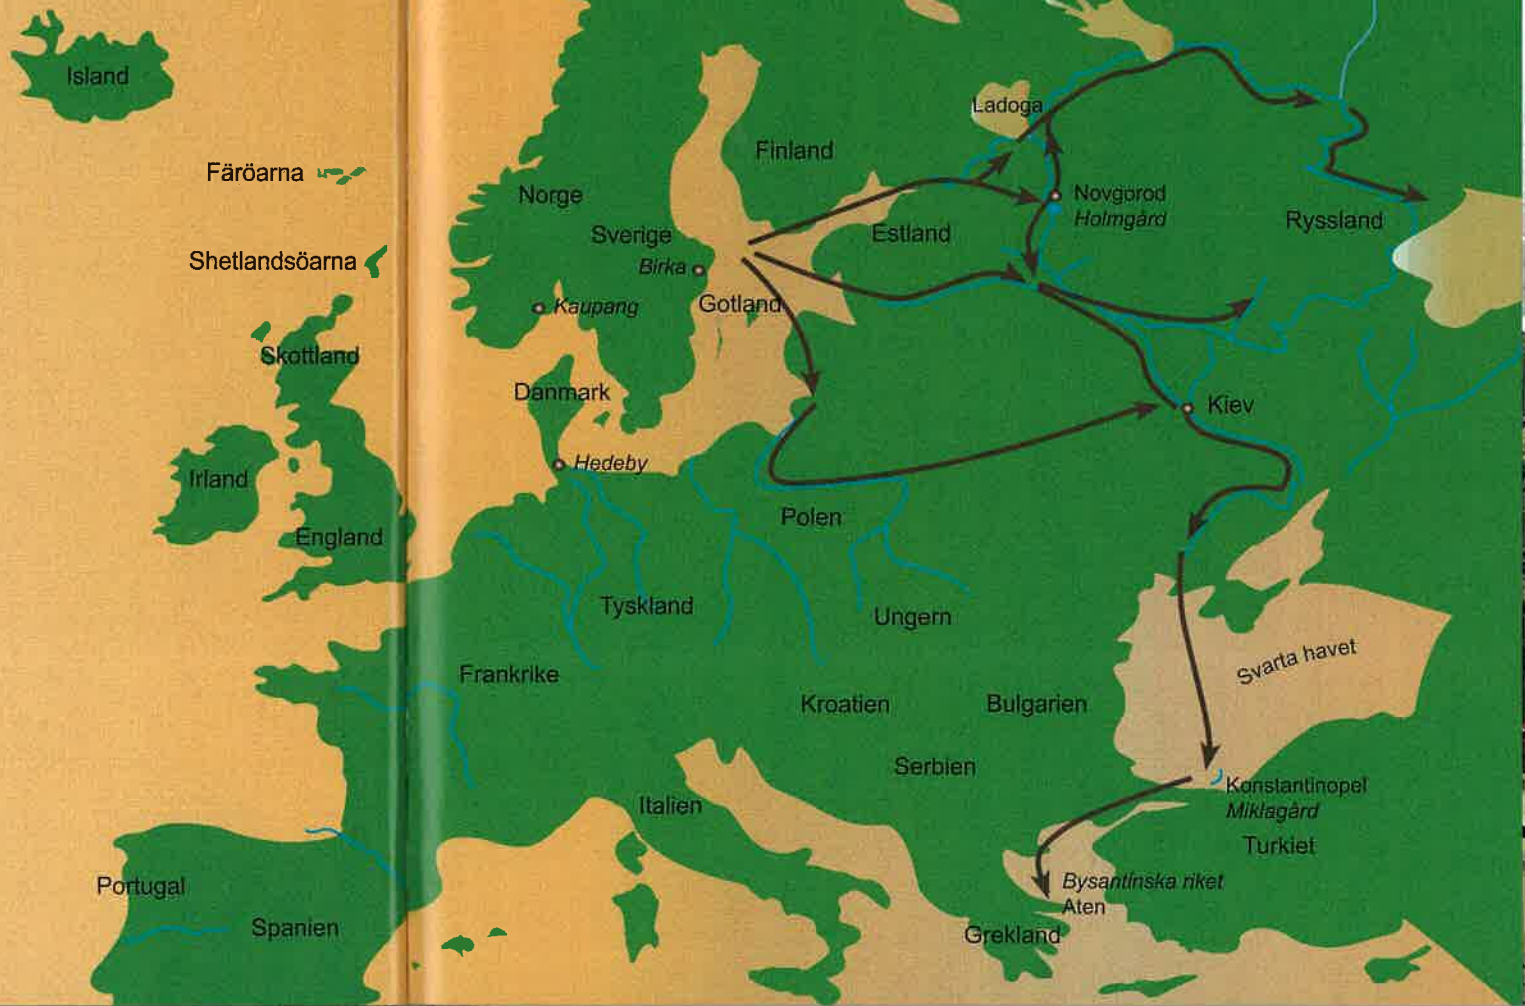 Island
Ladoga
Finland
Färöarna
Norge
Novgorod
Holmgård
Ryssland
Sverige
Estland
Shetlandsöarna
Birka
Gotland
Kaupang
Skottland
Danmark
Kiev
Hedeby
Irland
Polen
England
Tyskland
Ungern
Svarta havet
Frankrike
Kroatien
Bulgarien
Serbien
Konstantinopel
Miklagård
Italien
Turkiet
Portugal
Bysantinska riket
Aten
Spanien
Grekland